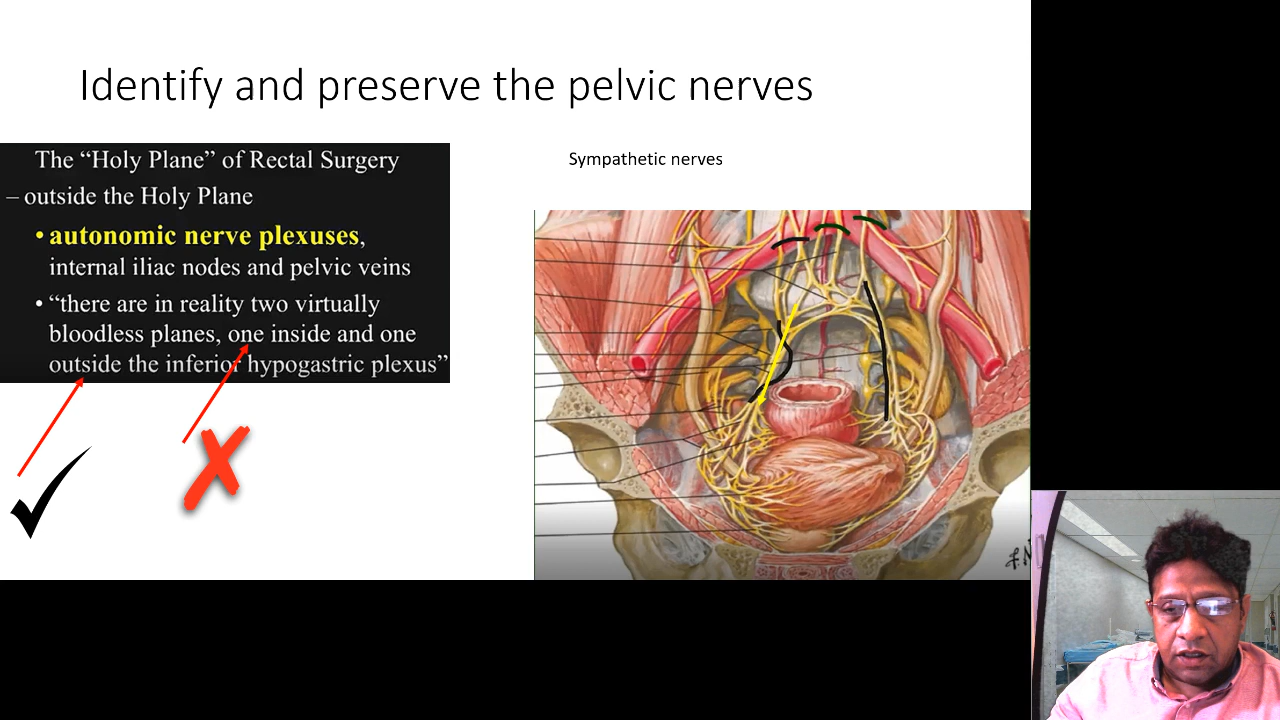 Identify and preserve the pelvic nerves
The “Holy Plane” of Rectal Surgery
– outside the Holy Plane
• autonomic nerve plexuses,
internal iliac nodes and pelvic veins
• “there are in reality two virtually
bloodless planes, one inside and one
outside the inferior hypogastric plexus”
Sympathetic nerves